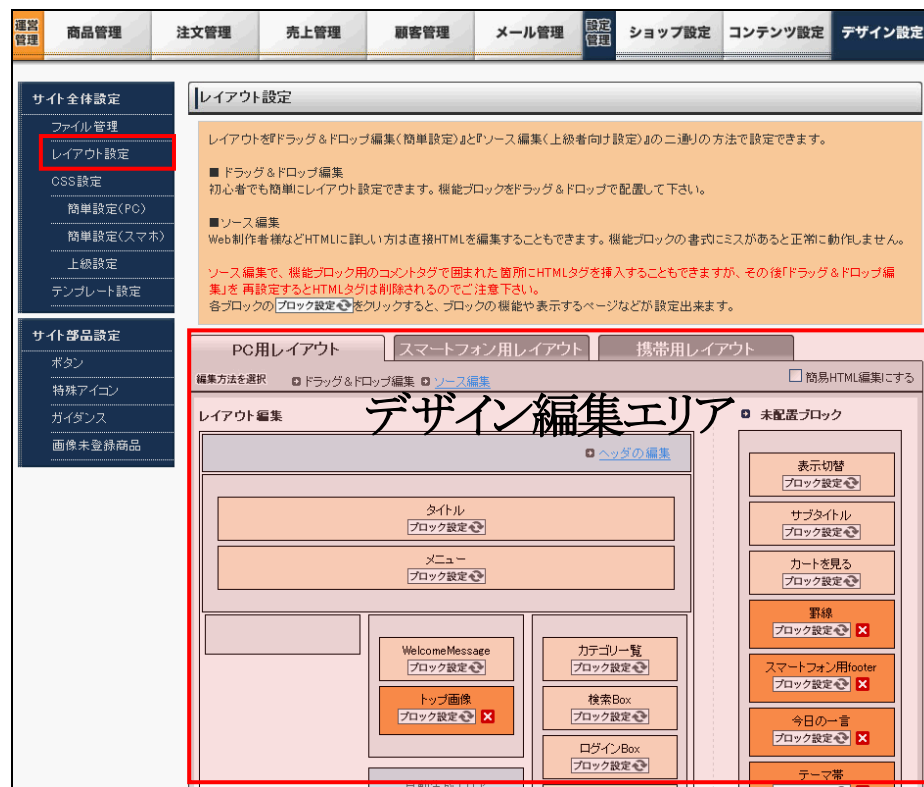 運営管理 商品管理 注文管理 売上管理 顧客管理 メール管理 設定管理 ショップ設定 コンテンツ設定 デザイン設定
サイト全体設定
ファイル管理
レイアウト設定
CSS設定
簡単設定(PC)
簡単設定(スマホ)
上級設定
テンプレート設定
サイト部品設定
ボタン
特殊アイコン
ガイダンス
画像未登録商品
レイアウト設定
レイアウトを『ドラッグ&ドロップ編集(簡単設定)』と『ソース編集(上級者向け設定)』の二通りの方法で設定できます。
■ ドラッグ&ドロップ編集
初心者でも簡単にレイアウト設定できます。機能ブロックをドラッグ&ドロップで配置して下さい。
■ソース編集
Web制作者様などHTMLに詳しい方は直接HTMLを編集することもできます。機能ブロックの書式にミスがあると正常に動作しません。
ソース編集で、機能ブロック用のコメントタグで囲まれた箇所にHTMLタグを挿入することもできますが、その後「ドラッグ&ドロップ編
集」を 再設定するとHTMLタグは削除されるのでご注意下さい。
各ブロックの ブロック設定 をクリックすると、ブロックの機能や表示するページなどが設定出来ます。
PC用レイアウト スマートフォン用レイアウト 携帯用レイアウト
編集方法を選択 ドラッグ&ドロップ編集 ソース編集 簡易HTML編集にする
デザイン編集エリア
レイアウト編集
ヘッダの編集
タイトル
ブロック設定
メニュー
ブロック設定
WelcomeMessage
ブロック設定
トップ画像
ブロック設定
カテゴリ一覧
ブロック設定
検索Box
ブロック設定
ログインBox
ブロック設定
未配置ブロック
表示切替
ブロック設定
サブタイトル
ブロック設定
カートを見る
ブロック設定
罫線
ブロック設定
スマートフォン用footer
ブロック設定
今日の一言
ブロック設定
テーマ帯